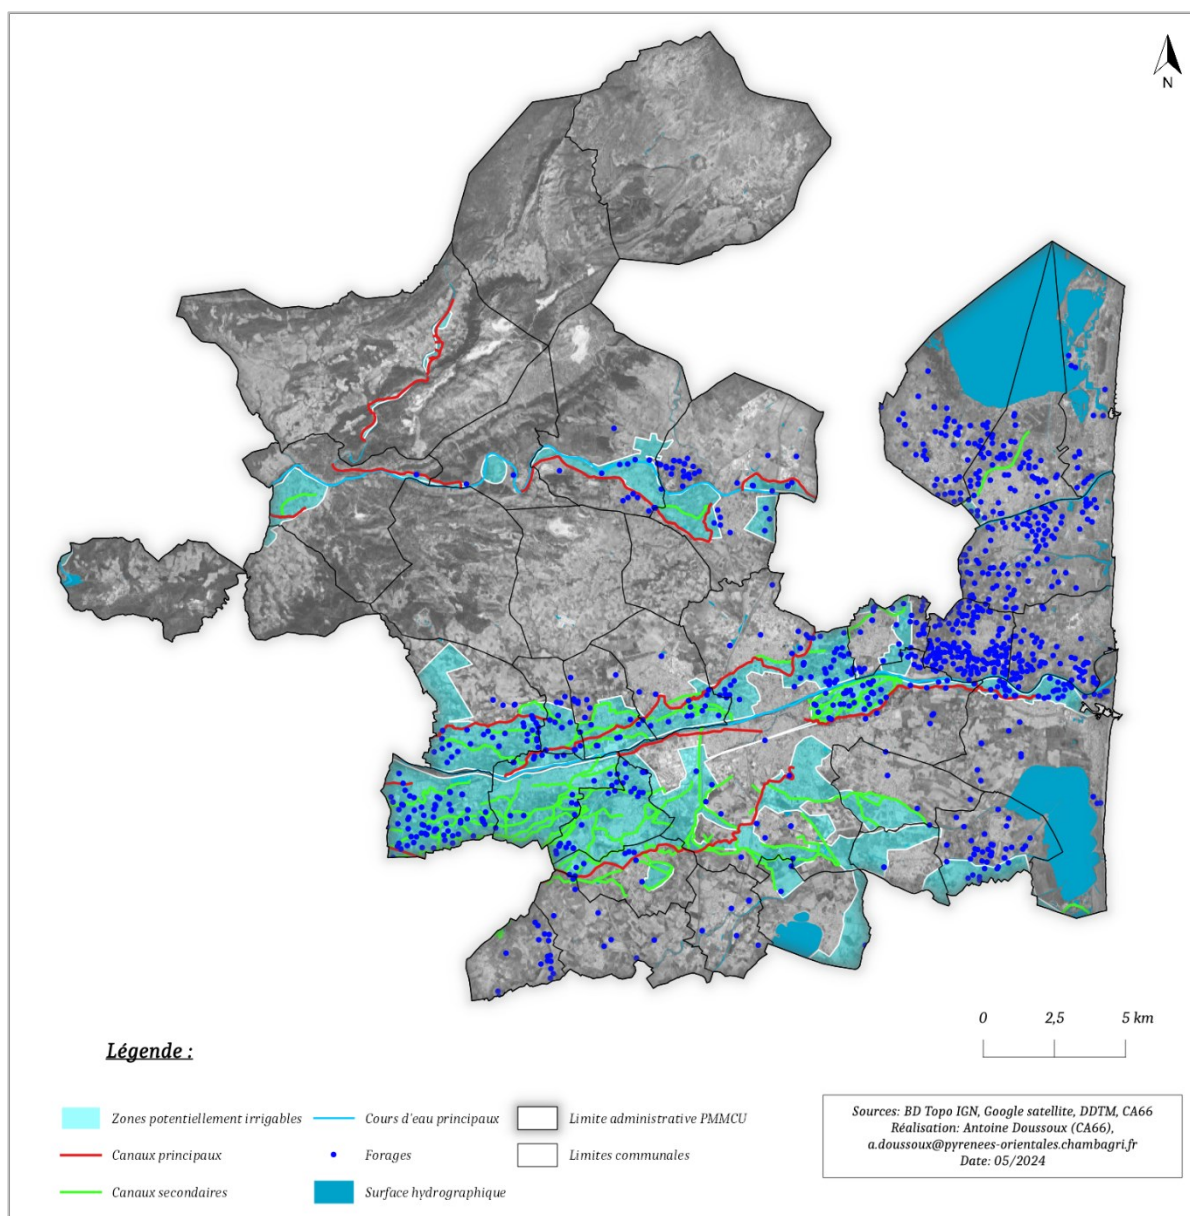 N
0 2,5 5 km
Légende :
Zones potentiellement irrigables
Cours d'eau principaux
Limite administrative PMMCU
Canaux principaux
Forages
Limites communales
Canaux secondaires
Surface hydrographique
Sources: BD Topo IGN, Google satellite, DDTM, CA66
Réalisation: Antoine Doussoux (CA66),
a.doussoux@pyrenees-orientales.chambagri.fr
Date: 05/2024